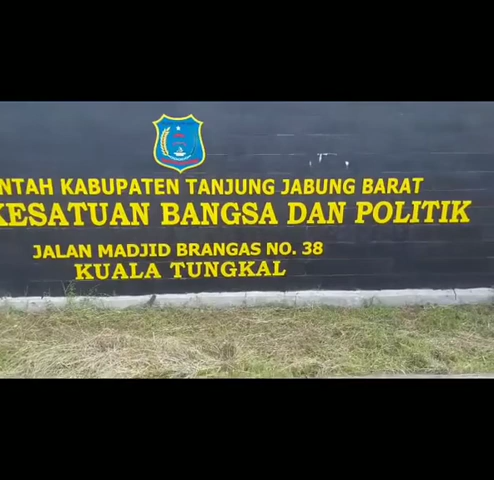 NTAH KABUPATEN TANJUNG JABUNG BARAT
KESATUAN BANGSA DAN POLITIK
JALAN MADJID BRANGAS NO. 38
KUALA TUNGKAL